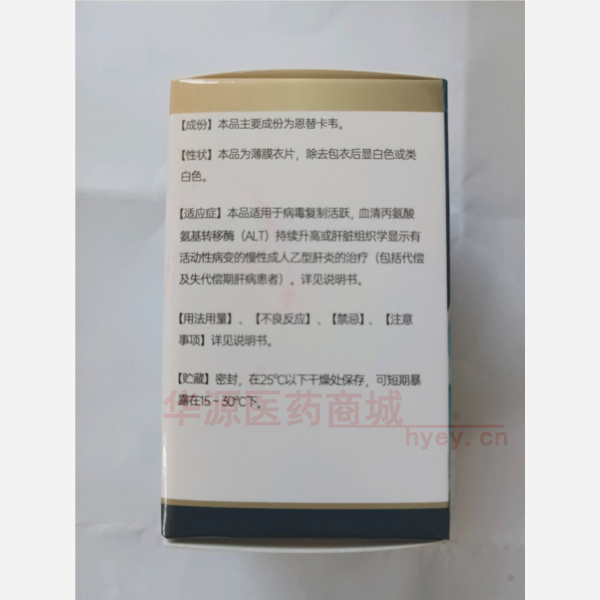 【成份】本品主要成份为恩替卡韦。
【性状】本品为薄膜衣片，除去包衣后显白色或类
白色。
【适应症】本品适用于病毒复制活跃，血清丙氨酸
氨基转移酶（ALT）持续升高或肝脏组织学显示有
活动性病变的慢性成人乙型肝炎的治疗（包括代偿
及失代偿期肝病患者）。详见说明书。
【用法用量】、【不良反应】、【禁忌】、【注意
事项】详见说明书。
【贮藏】密封，在25℃以下干燥处保存，可短期暴
露在15~30℃下。
华源医药商城
hyey.cn